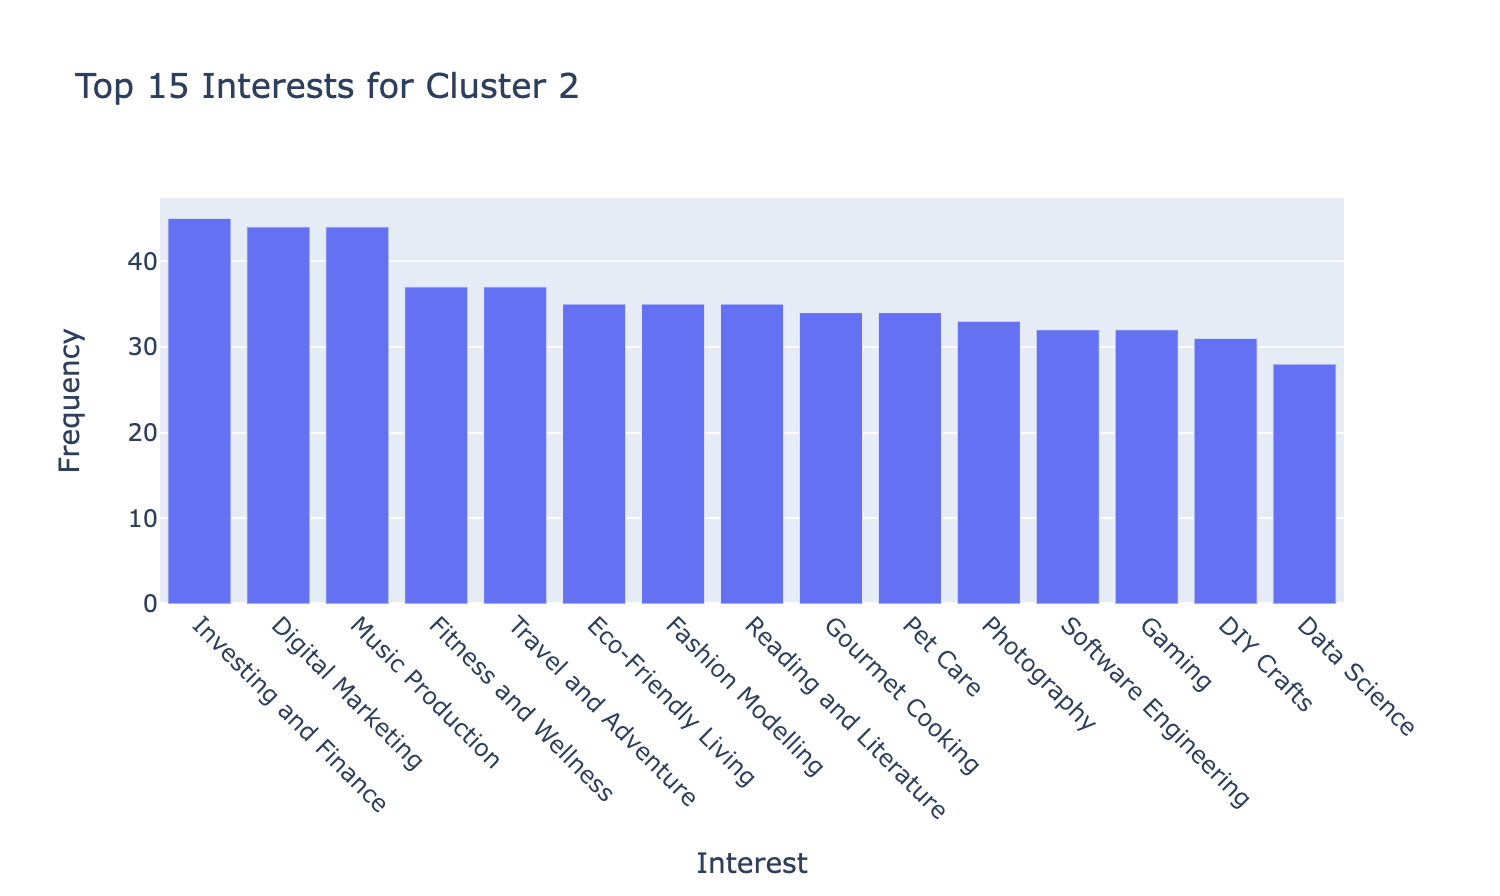 Top 15 Interests for Cluster 2
Frequency
40
30
20
10
0
Investing and Finance
Digital Marketing
Music Production
Fitness and Wellness
Travel and Adventure
Eco-Friendly Living
Fashion Modelling
Reading and Literature
Gourmet Cooking
Pet Care
Photography
Software Engineering
Gaming
DIY Crafts
Data Science
Interest